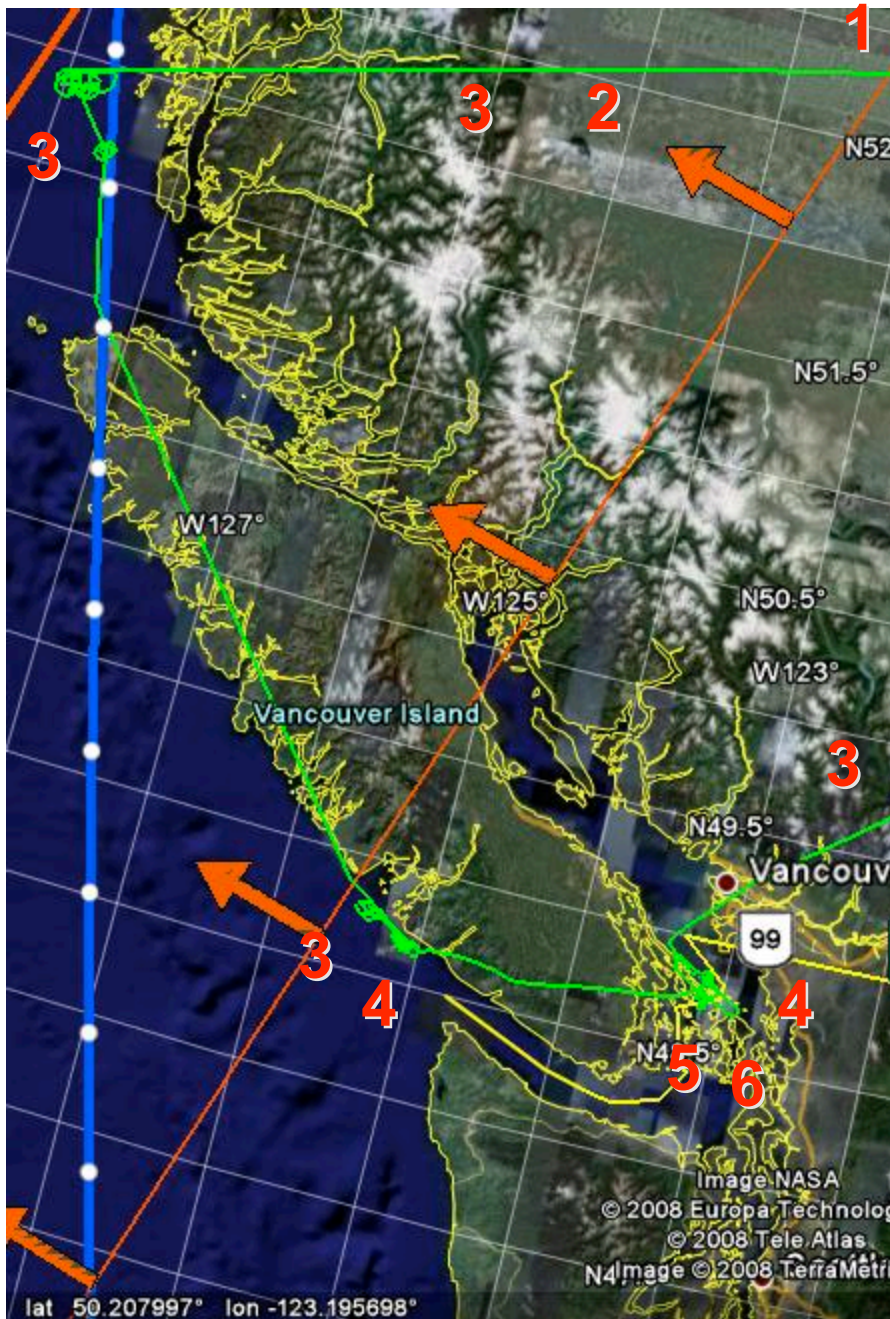 1
3
2
N52
3
N51.5°
W127°
W125°
N50.5°
W123°
Vancouver Island
3
N49.5°
Vancouv
99
3
4
4
5
6
Image NASA
© 2008 Europa Technolog
© 2008 Tele Atlas
Image © 2008 TerraMetri
lat 50.207997° lon -123.195698°